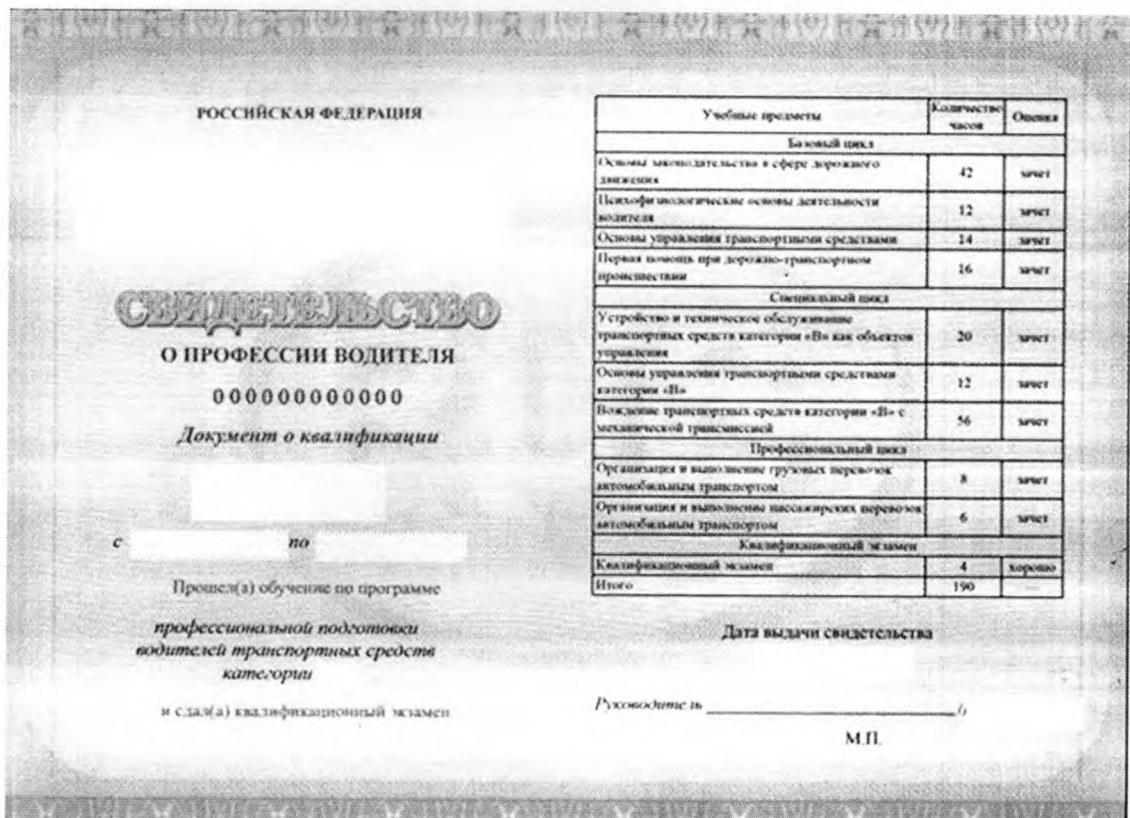 РОССИЙСКАЯ ФЕДЕРАЦИЯ
СВИДЕТЕЛЬСТВО
О ПРОФЕССИИ ВОДИТЕЛЯ
000000000000
Документ о квалификации
с по
Прошел(а) обучение по программе
профессиональной подготовки
водителей транспортных средств
категории
и сдал(а) квалификационный экзамен
Учебные предметы Количество часов Оценка
Базовый цикл
Основы законодательства в сфере дорожного
движения 42 зачет
Психофизиологические основы деятельности
водителя 12 зачет
Основы управления транспортными средствами 14 зачет
Первая помощь при дорожно-транспортном
происшествии 16 зачет
Специальный цикл
Устройство и техническое обслуживание
транспортных средств категории «В» как объектов
управления 20 зачет
Основы управления транспортными средствами
категории «В» 12 зачет
Вождение транспортных средств категории «В» с
механической трансмиссией 56 зачет
Профессиональный цикл
Организация и выполнение грузовых перевозок
автомобильным транспортом 8 зачет
Организация и выполнение пассажирских перевозок
автомобильным транспортом 6 зачет
Квалификационный экзамен
Квалификационный экзамен 4 хорошо
Итого 190 —
Дата выдачи свидетельства
Руководитель
М.П.